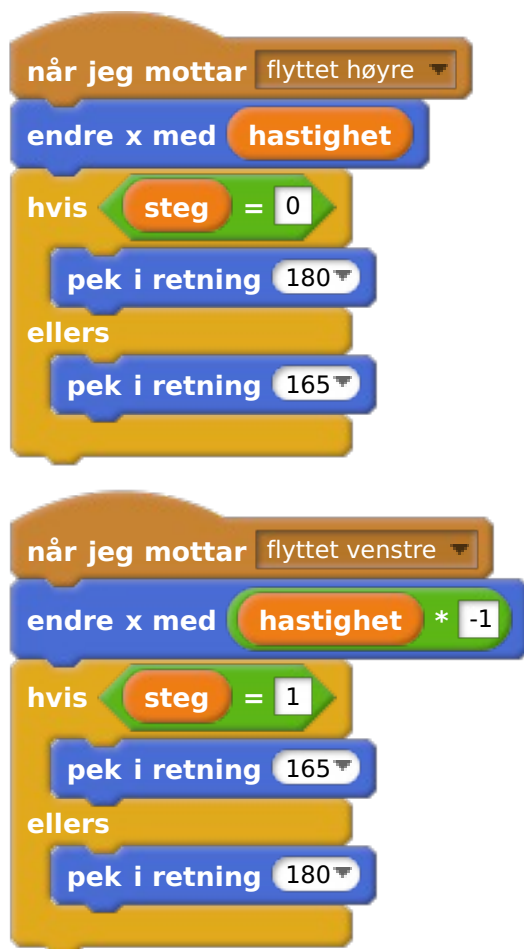 når jeg mottar flyttet høyre
endre x med hastighet
hvis steg = 0
pek i retning 180
ellers
pek i retning 165
når jeg mottar flyttet venstre
endre x med hastighet * -1
hvis steg = 1
pek i retning 165
ellers
pek i retning 180